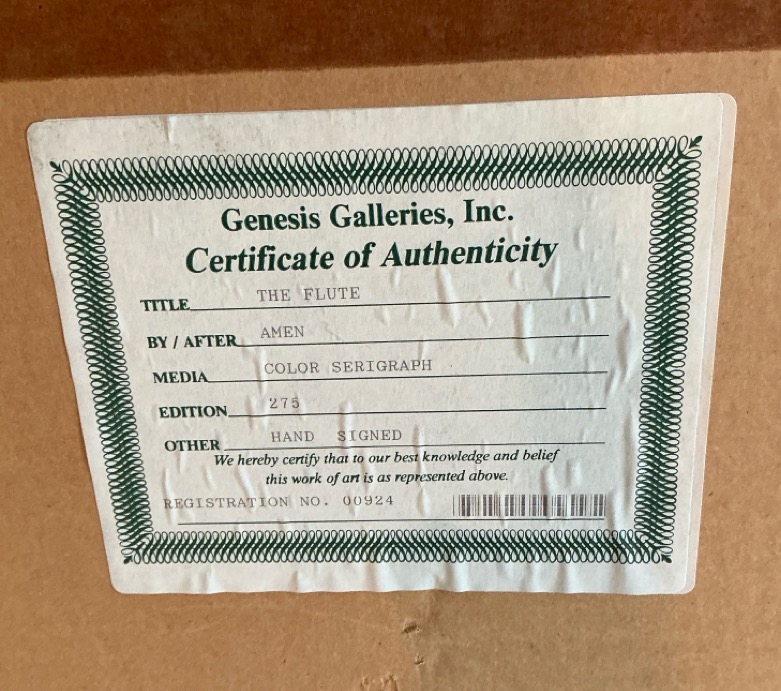 Genesis Galleries, Inc.
Certificate of Authenticity
TITLE THE FLUTE
BY / AFTER AMEN
MEDIA COLOR SERIGRAPH
EDITION 275
OTHER HAND SIGNED
We hereby certify that to our best knowledge and belief
this work of art is as represented above.
REGISTRATION NO. 00924